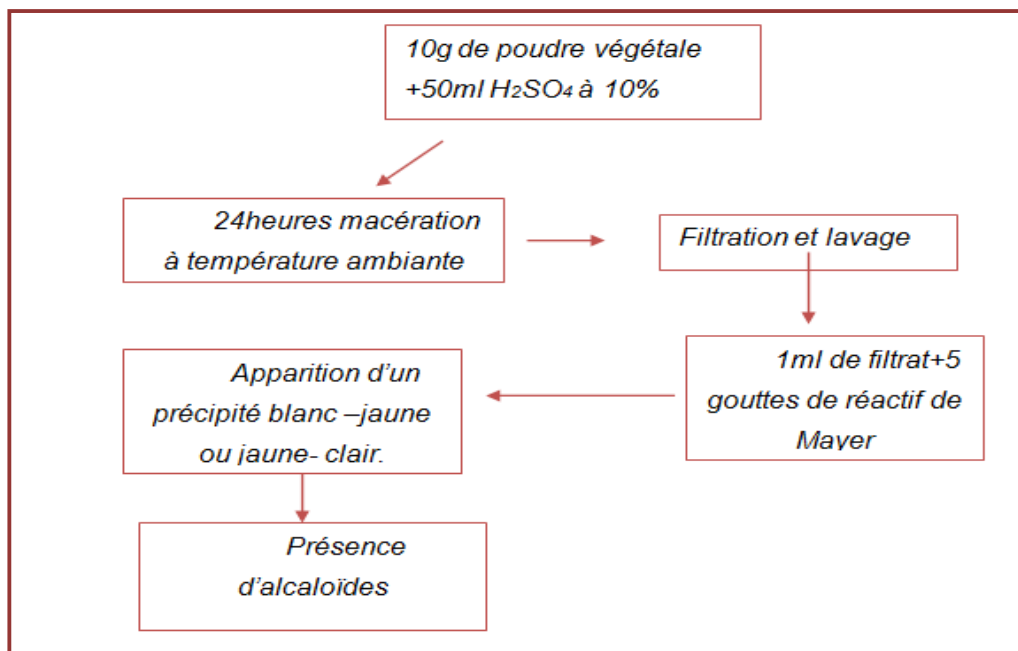 10g de poudre végétale
+50ml H₂SO₄ à 10%
24heures macération
à température ambiante
Filtration et lavage
1ml de filtrat+5
gouttes de réactif de
Mayer
Apparition d'un
précipité blanc –jaune
ou jaune- clair.
Présence
d'alcaloïdes